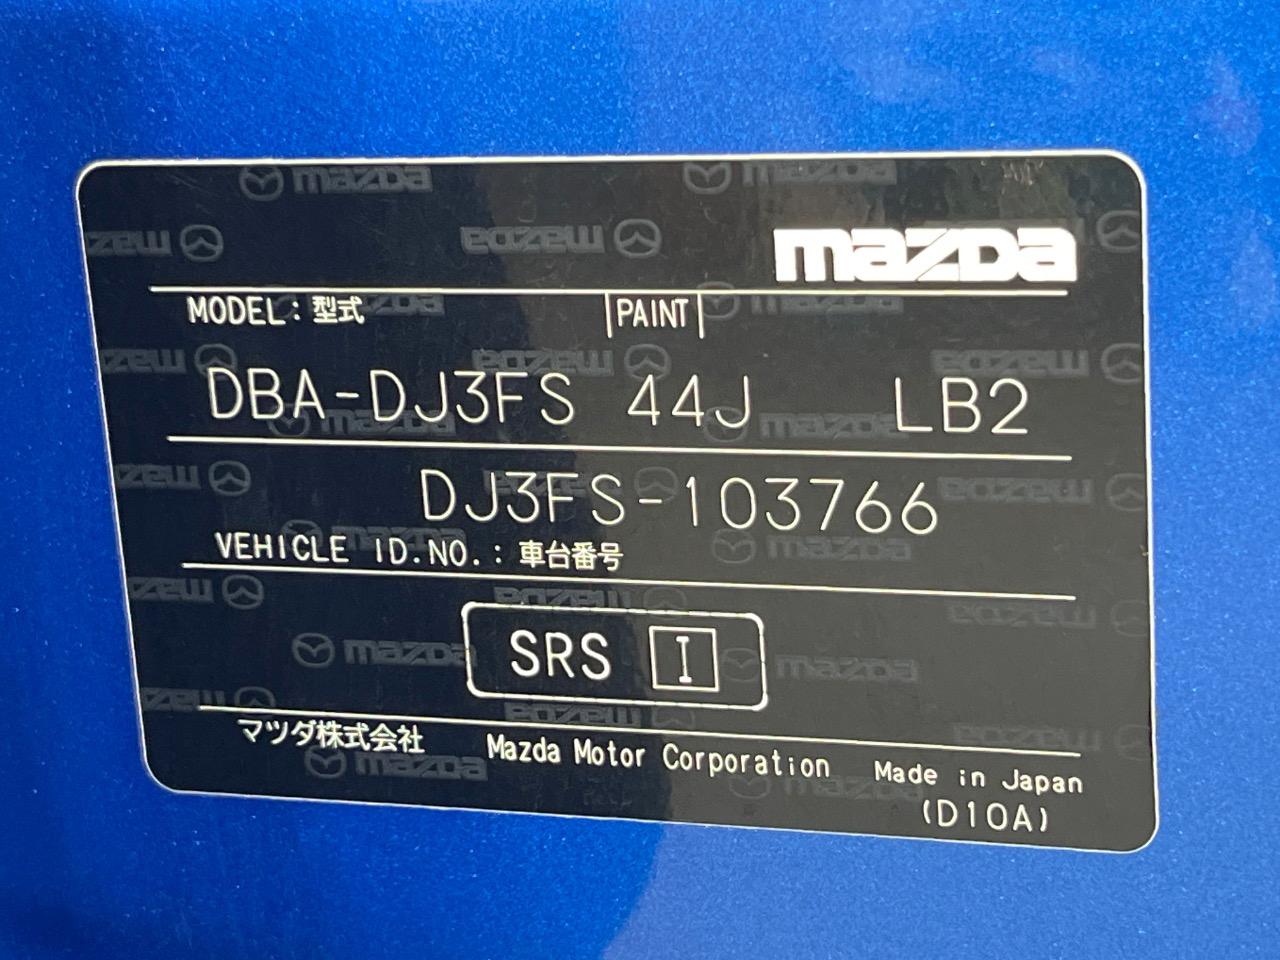 mazda
MODEL: 型式 PAINT
DBA-DJ3FS 44J LB2
DJ3FS-103766
VEHICLE ID.NO.: 車台番号
SRS I
マツダ株式会社 Mazda Motor Corporation Made in Japan
(D10A)